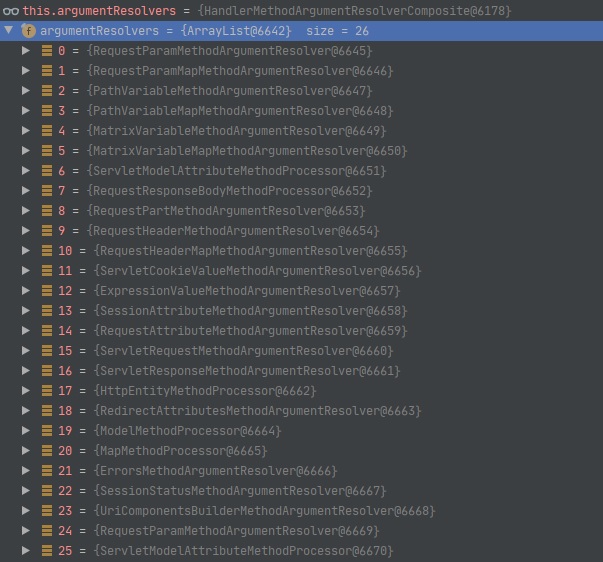 this.argumentResolvers = {HandlerMethodArgumentResolverComposite@6178}
f argumentResolvers = {ArrayList@6642} size = 26
0 = {RequestParamMethodArgumentResolver@6645}
1 = {RequestParamMapMethodArgumentResolver@6646}
2 = {PathVariableMethodArgumentResolver@6647}
3 = {PathVariableMapMethodArgumentResolver@6648}
4 = {MatrixVariableMethodArgumentResolver@6649}
5 = {MatrixVariableMapMethodArgumentResolver@6650}
6 = {ServletModelAttributeMethodProcessor@6651}
7 = {RequestResponseBodyMethodProcessor@6652}
8 = {RequestPartMethodArgumentResolver@6653}
9 = {RequestHeaderMethodArgumentResolver@6654}
10 = {RequestHeaderMapMethodArgumentResolver@6655}
11 = {ServletCookieValueMethodArgumentResolver@6656}
12 = {ExpressionValueMethodArgumentResolver@6657}
13 = {SessionAttributeMethodArgumentResolver@6658}
14 = {RequestAttributeMethodArgumentResolver@6659}
15 = {ServletRequestMethodArgumentResolver@6660}
16 = {ServletResponseMethodArgumentResolver@6661}
17 = {HttpEntityMethodProcessor@6662}
18 = {RedirectAttributesMethodArgumentResolver@6663}
19 = {ModelMethodProcessor@6664}
20 = {MapMethodProcessor@6665}
21 = {ErrorsMethodArgumentResolver@6666}
22 = {SessionStatusMethodArgumentResolver@6667}
23 = {UriComponentsBuilderMethodArgumentResolver@6668}
24 = {RequestParamMethodArgumentResolver@6669}
25 = {ServletModelAttributeMethodProcessor@6670}